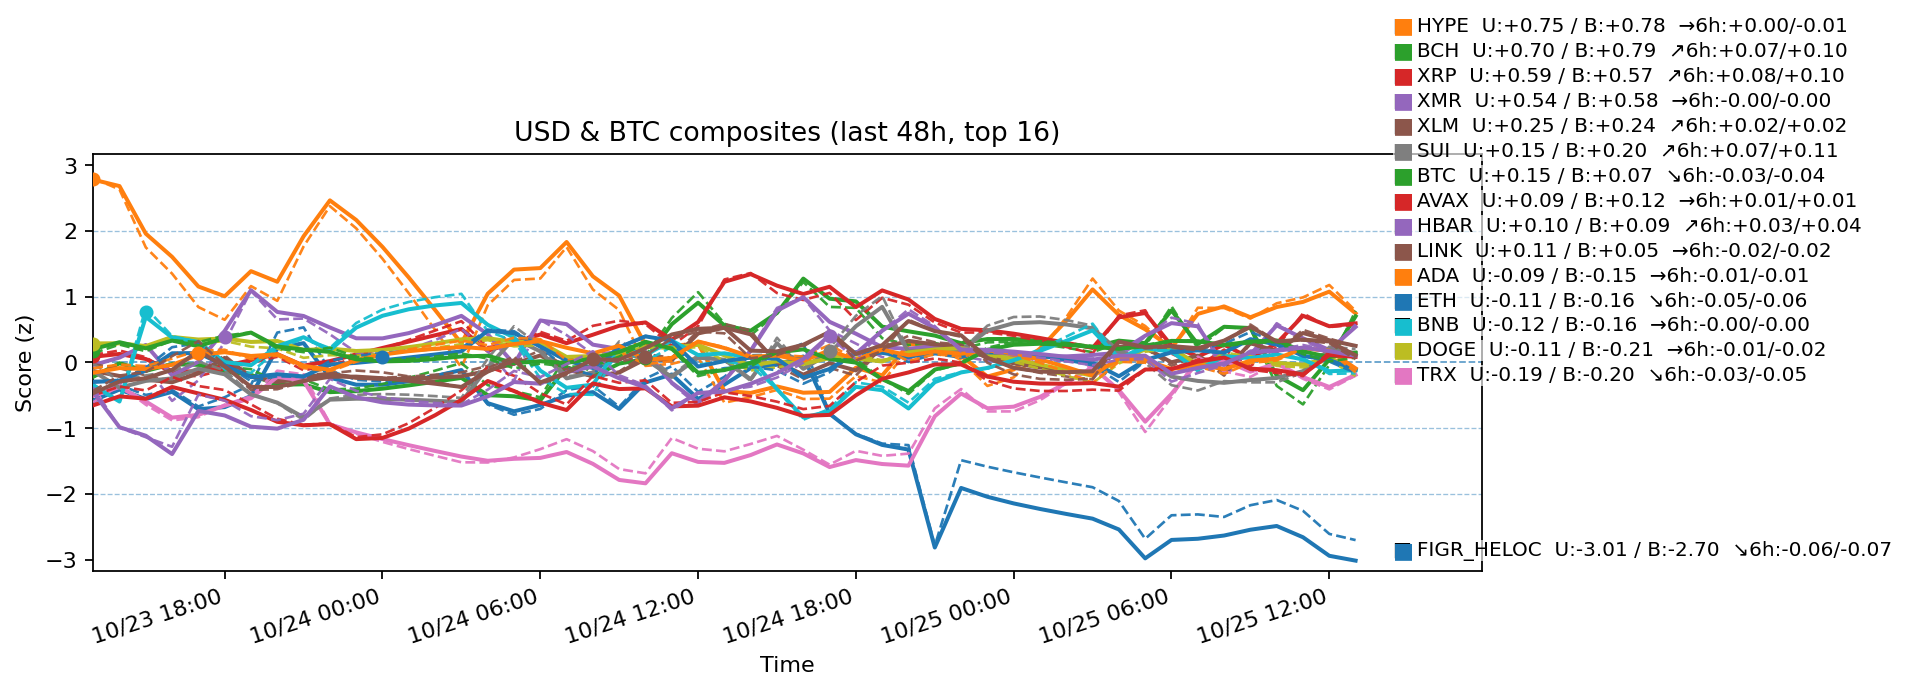 USD & BTC composites (last 48h, top 16)
HYPE  U:+0.75 / B:+0.78  →6h:+0.00/-0.01
BCH  U:+0.70 / B:+0.79  ↗6h:+0.07/+0.10
XRP  U:+0.59 / B:+0.57  ↗6h:+0.08/+0.10
XMR  U:+0.54 / B:+0.58  →6h:-0.00/-0.00
XLM  U:+0.25 / B:+0.24  ↗6h:+0.02/+0.02
SUI  U:+0.15 / B:+0.20  ↗6h:+0.07/+0.11
BTC  U:+0.15 / B:+0.07  ↘6h:-0.03/-0.04
AVAX  U:+0.09 / B:+0.12  →6h:+0.01/+0.01
HBAR  U:+0.10 / B:+0.09  ↗6h:+0.03/+0.04
LINK  U:+0.11 / B:+0.05  →6h:-0.02/-0.02
ADA  U:-0.09 / B:-0.15  →6h:-0.01/-0.01
ETH  U:-0.11 / B:-0.16  ↘6h:-0.05/-0.06
BNB  U:-0.12 / B:-0.16  →6h:-0.00/-0.00
DOGE  U:-0.11 / B:-0.21  →6h:-0.01/-0.02
TRX  U:-0.19 / B:-0.20  ↘6h:-0.03/-0.05
FIGR_HELOC  U:-3.01 / B:-2.70  ↘6h:-0.06/-0.07
Score (z)
3
2
1
0
−1
−2
−3
10/23 18:00
10/24 00:00
10/24 06:00
10/24 12:00
10/24 18:00
10/25 00:00
10/25 06:00
10/25 12:00
Time